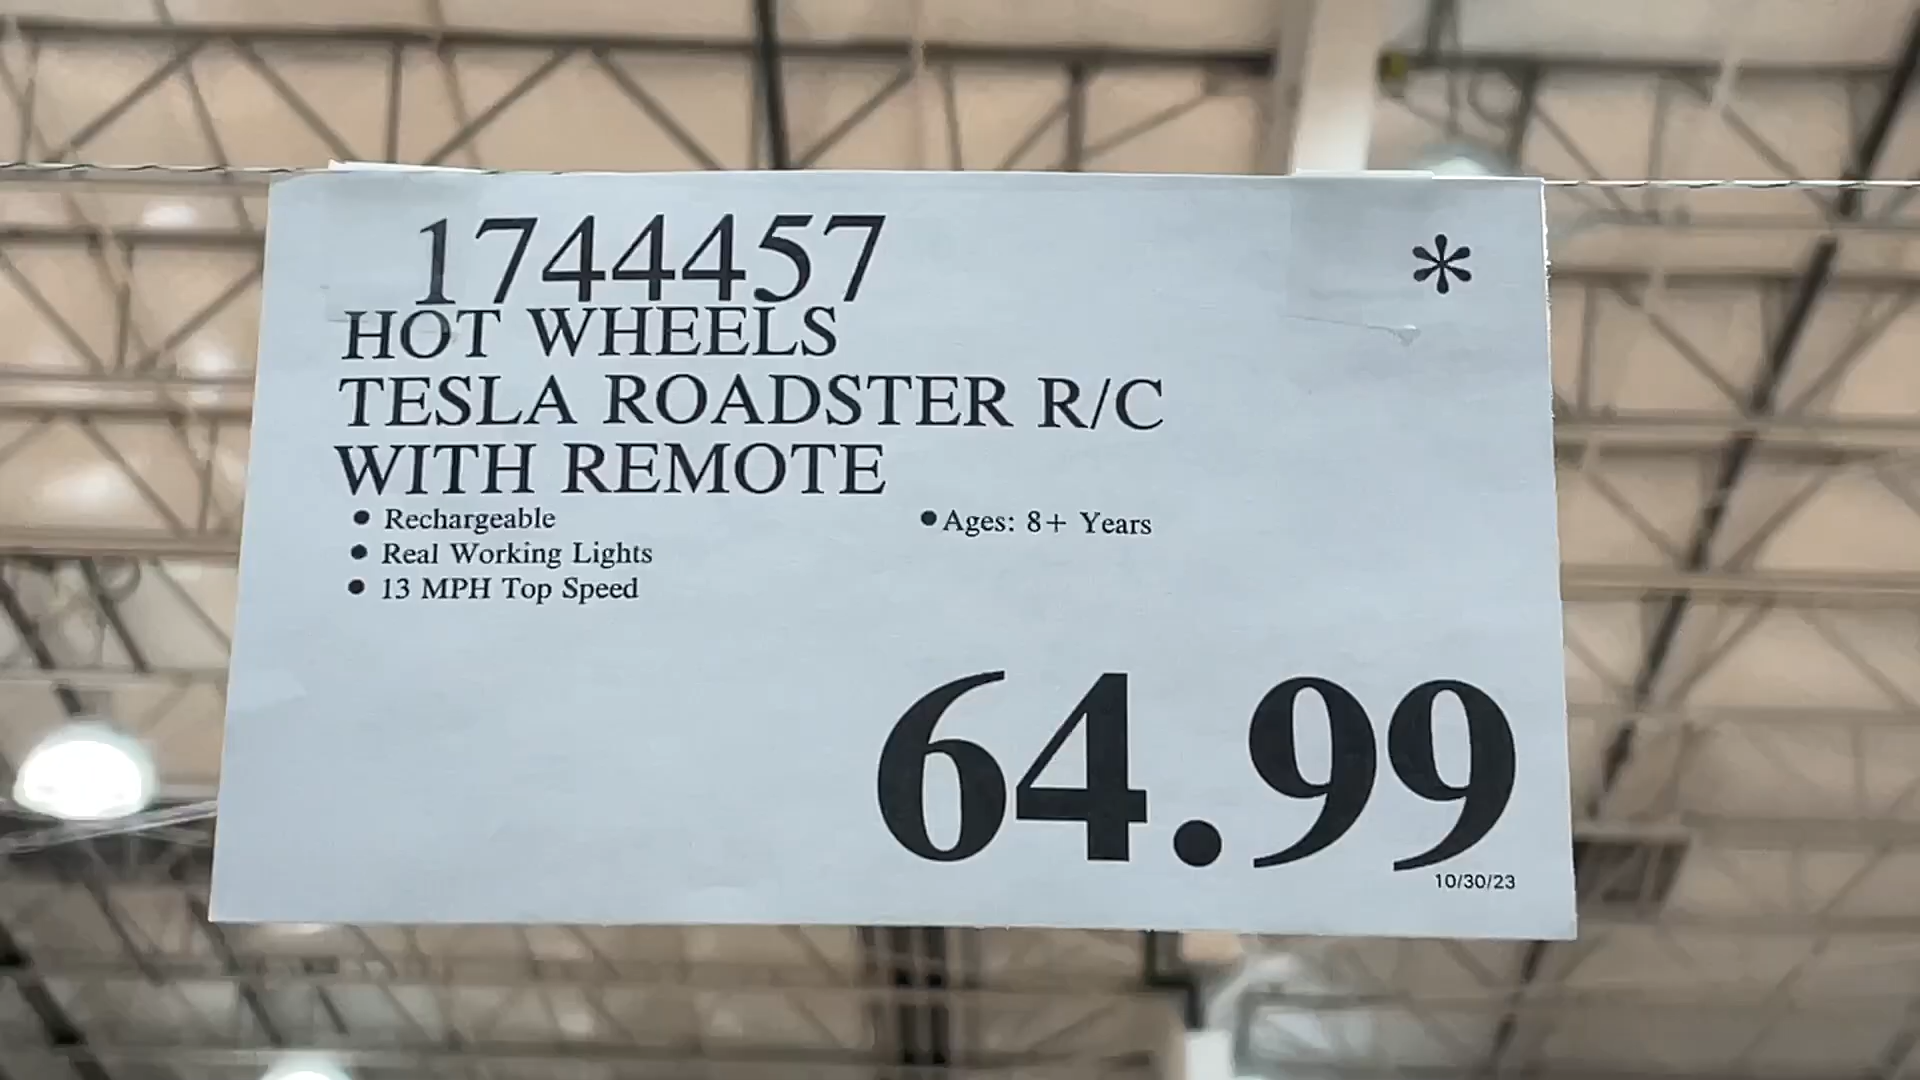 1744457
*
HOT WHEELS
TESLA ROADSTER R/C
WITH REMOTE
● Rechargeable
● Real Working Lights
● 13 MPH Top Speed
● Ages: 8+ Years
64.99
10/30/23